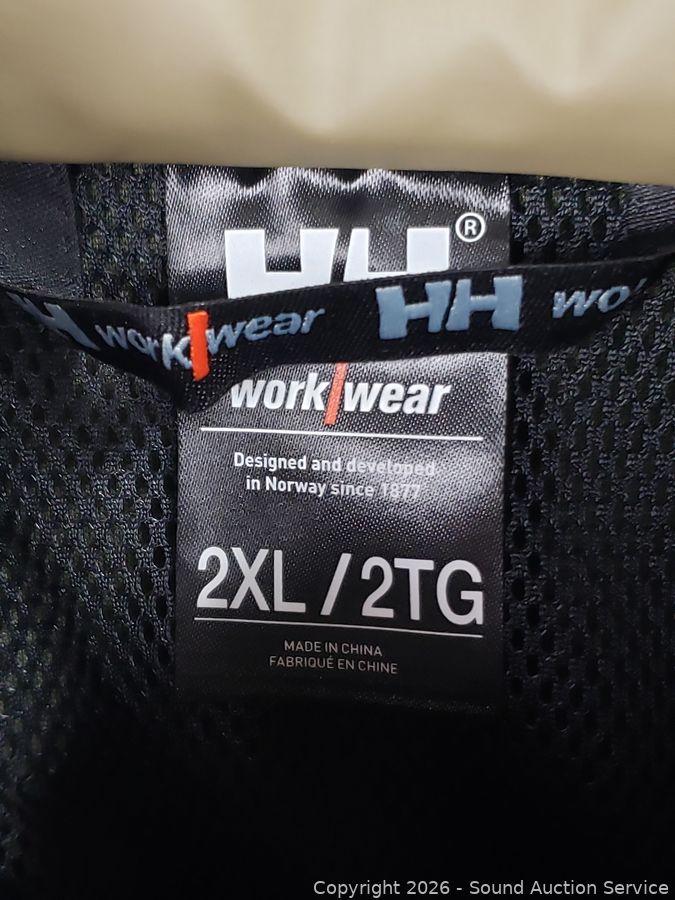 HH®
work/wear HH wo
work/wear
Designed and developed
in Norway since 1877
2XL / 2TG
MADE IN CHINA
FABRIQUÉ EN CHINE
Copyright 2026 - Sound Auction Service